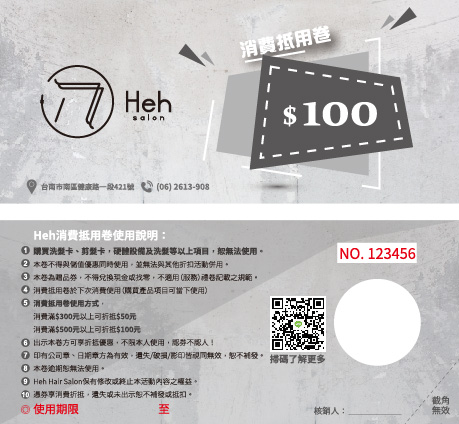 消費抵用卷
$100
Heh
salon
台南市南區健康路一段421號 (06) 2613-908
Heh消費抵用卷使用說明：
1 購買洗髮卡、剪髮卡，硬體設備及洗髮等以上項目，恕無法使用。
2 本卷不得與儲值優惠同時使用，並無法與其他折扣活動併用。
3 本卷為贈品券，不得兌換現金或找零，不適用(服務)禮卷記載之規範。
4 消費抵用卷於下次消費使用(購買產品項目可當下使用)
5 消費抵用卷使用方式，
消費滿$300元以上可折抵$50元
消費滿$500元以上可折抵$100元
6 出示本卷方可享折抵優惠，不限本人使用，認券不認人！
7 印有公司章、日期章方為有效，遺失/破損/影印皆視同無效，恕不補發。
8 本卷逾期恕無法使用。
9 Heh Hair Salon保有修改或終止本活動內容之權益。
10 憑券享消費折抵，遺失或未出示恕不補發或抵扣。
◎ 使用期限 至
NO. 123456
掃碼了解更多
核銷人：
截角
無效